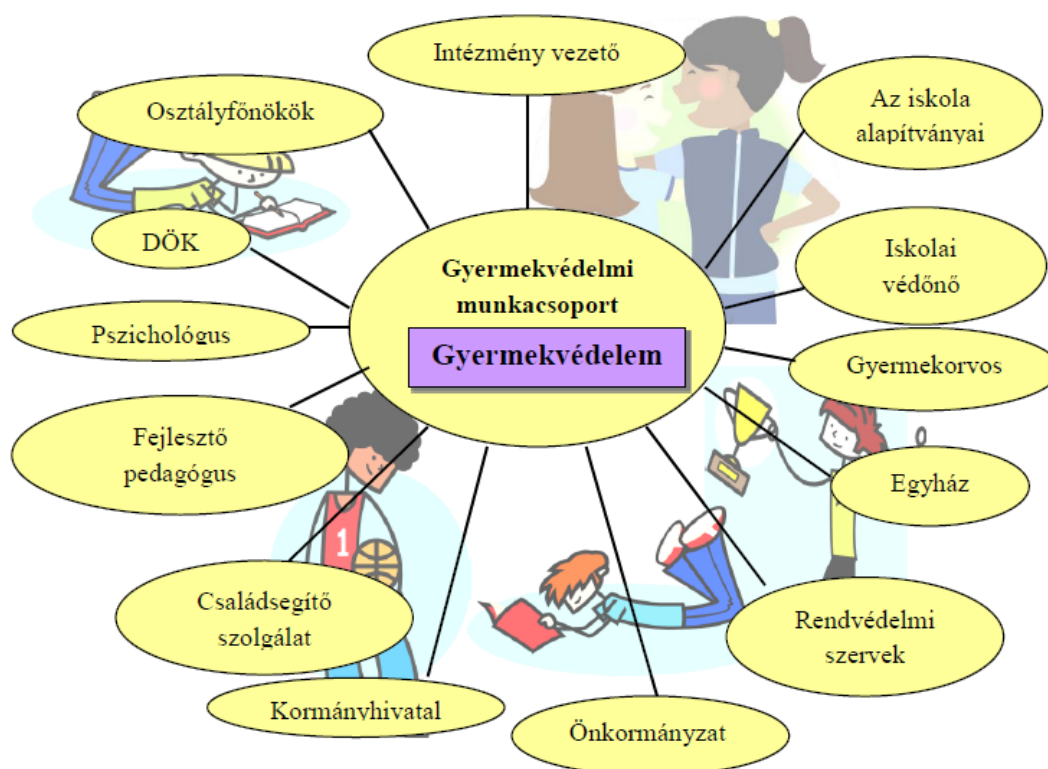 Intézmény vezető
Osztályfőnökök
Az iskola
alapítványai
DÖK
Iskolai
védőnő
Gyermekvédelmi
munkacsoport
Gyermekvédelem
Pszichológus
Gyermekorvos
Fejlesztő
pedagógus
Egyház
Családsegítő
szolgálat
Rendvédelmi
szervek
Kormányhivatal
Önkormányzat
1